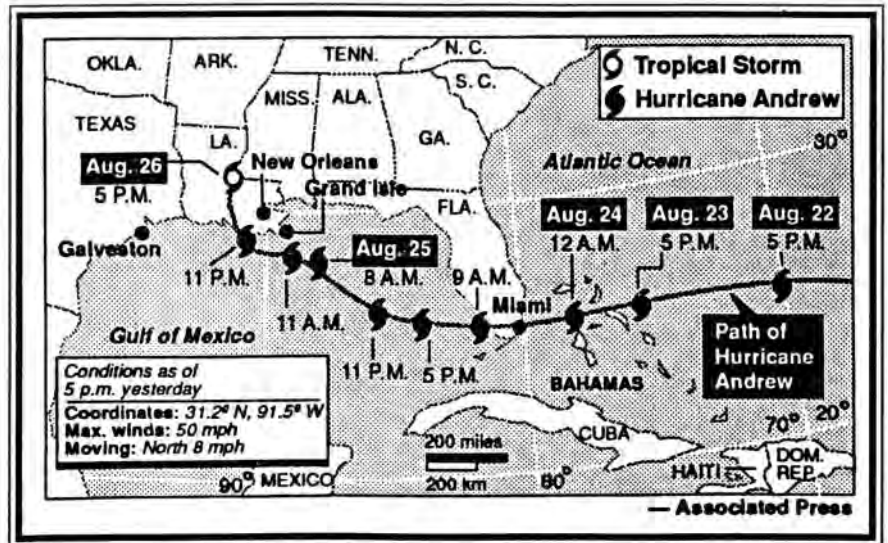 OKLA.
ARK.
TENN.
N. C.
S. C.
Tropical Storm
Hurricane Andrew
TEXAS
MISS.
ALA.
GA.
LA.
Aug. 26
5 P.M.
New Orleans
Grand Isle
Atlantic Ocean
30°
FLA.
Galveston
Aug. 25
8 A.M.
Aug. 24
12 A.M.
Aug. 23
5 P.M.
Aug. 22
5 P.M.
11 P.M.
11 A.M.
9 A.M.
Miami
Gulf of Mexico
11 P.M.
5 P.M.
Path of
Hurricane
Andrew
BAHAMAS
Conditions as of
5 p.m. yesterday
Coordinates: 31.2º N, 91.5º W
Max. winds: 50 mph
Moving: North 8 mph
200 miles
200 km
CUBA
70°
20°
HAITI
DOM.
REP.
90°
MEXICO
80°
— Associated Press